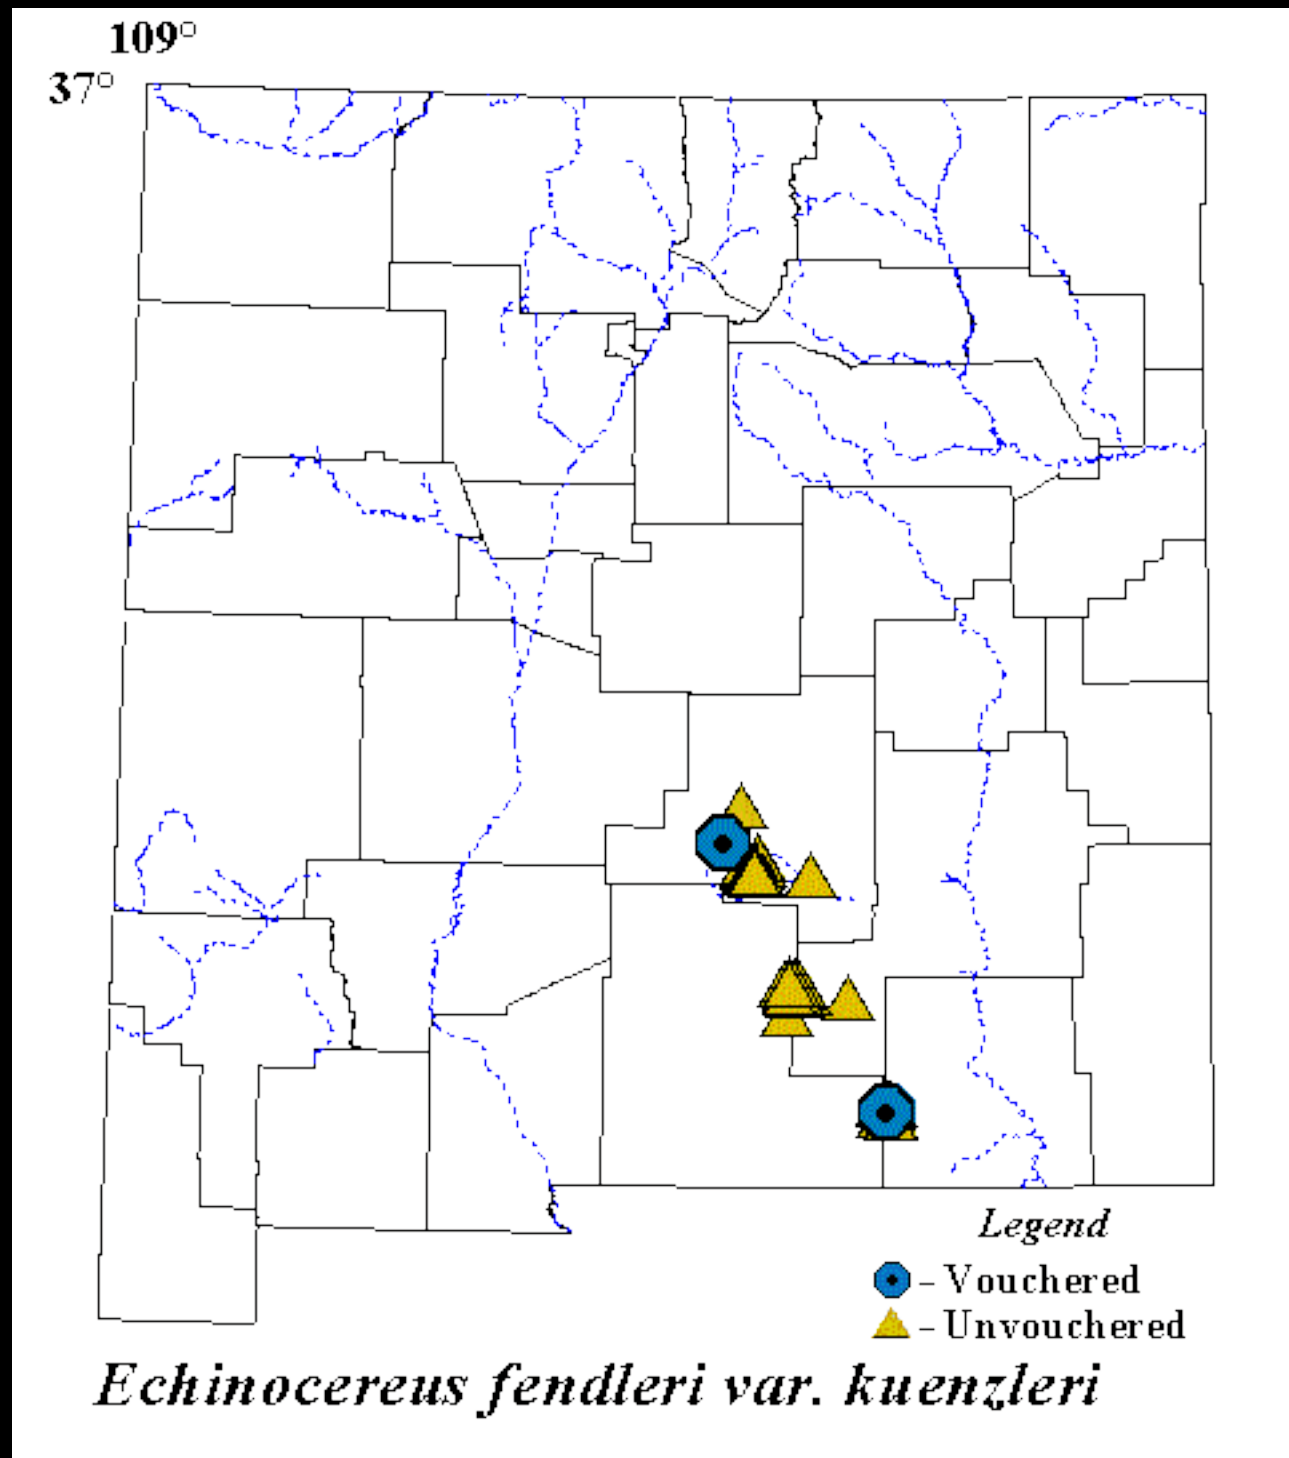 109°
37°
Legend
- Vouchered
- Unvouchered
Echinocereus fendleri var. kuenzleri